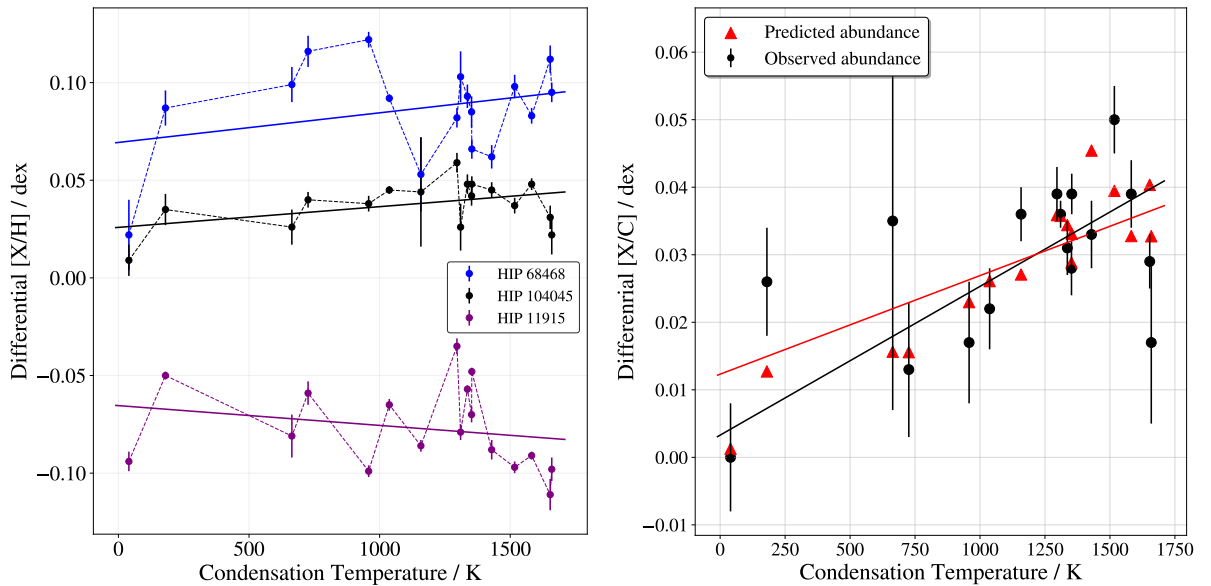 Differential [X/H] / dex
0.10
0.05
0.00
−0.05
−0.10
HIP 68468
HIP 104045
HIP 11915
0
500
1000
1500
Condensation Temperature / K
Differenrial [X/C] / dex
0.06
0.05
0.04
0.03
0.02
0.01
0.00
−0.01
Predicted abundance
Observed abundance
0
250
500
750
1000
1250
1500
1750
Condensation Temperature / K